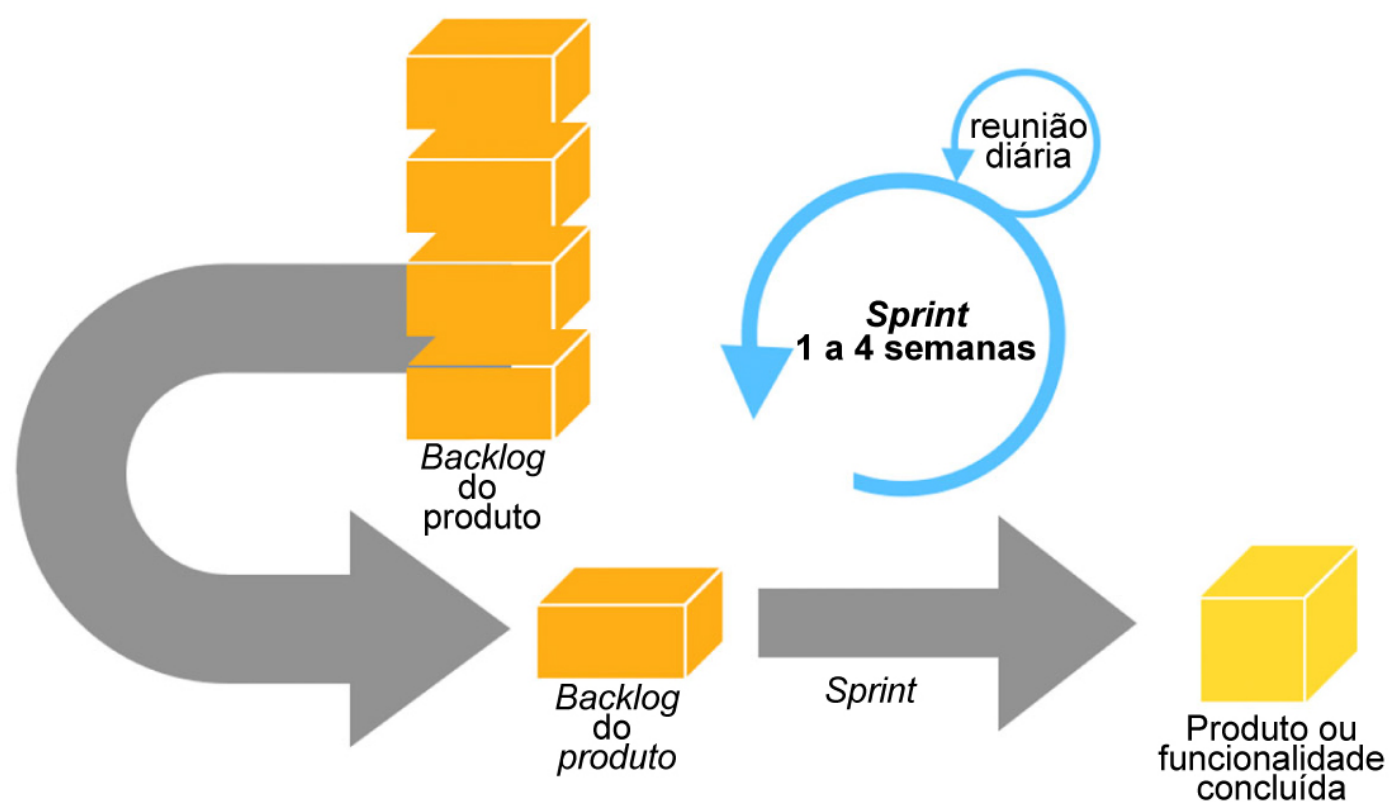 reunião
diária
Sprint
1 a 4 semanas
Backlog
do
produto
Backlog
do
produto
Sprint
Produto ou
funcionalidade
concluída